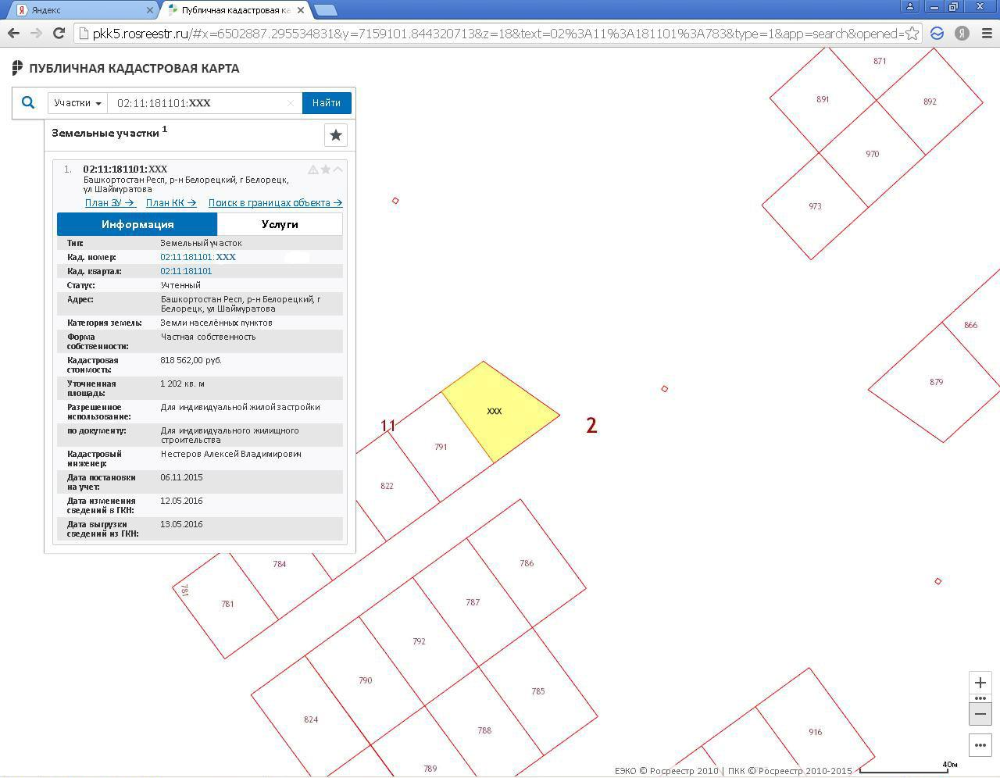 Яндекс
Публичная кадастровая ка
pkk5.rosreestr.ru/#x=6502887.295534831&y=7159101.844320713&z=18&text=02%3A11%3A181101%3A783&type=1&app=search&opened=
ПУБЛИЧНАЯ КАДАСТРОВАЯ КАРТА
Участки 02:11:181101:XXX Найти
Земельные участки 1
1. 02:11:181101:XXX
Башкортостан Респ, р-н Белорецкий, г Белорецк,
ул Шаймуратова
План ЗУ → План КК → Поиск в границах объекта →
Информация Услуги
Тип: Земельный участок
Кад. номер: 02:11:181101:XXX
Кад. квартал: 02:11:181101
Статус: Учтенный
Адрес: Башкортостан Респ, р-н Белорецкий, г
Белорецк, ул Шаймуратова
Категория земель: Земли населённых пунктов
Форма Частная собственность
собственности:
Кадастровая 818 562,00 руб.
стоимость:
Уточненная 1 202 кв. м
площадь:
Разрешенное Для индивидуальной жилой застройки
использование:
по документу: Для индивидуального жилищного
строительства
Кадастровый Нестеров Алексей Владимирович
инженер:
Дата постановки 06.11.2015
на учет:
Дата изменения 12.05.2016
сведений в ГКН:
Дата выгрузки 13.05.2016
сведений из ГКН:
871
891
892
970
973
866
879
XXX
11
2
791
822
784
781
781
786
787
792
790
785
824
788
789
916
40м
ЕЭКО © Росреестр 2010 | ПКК © Росреестр 2010-2015